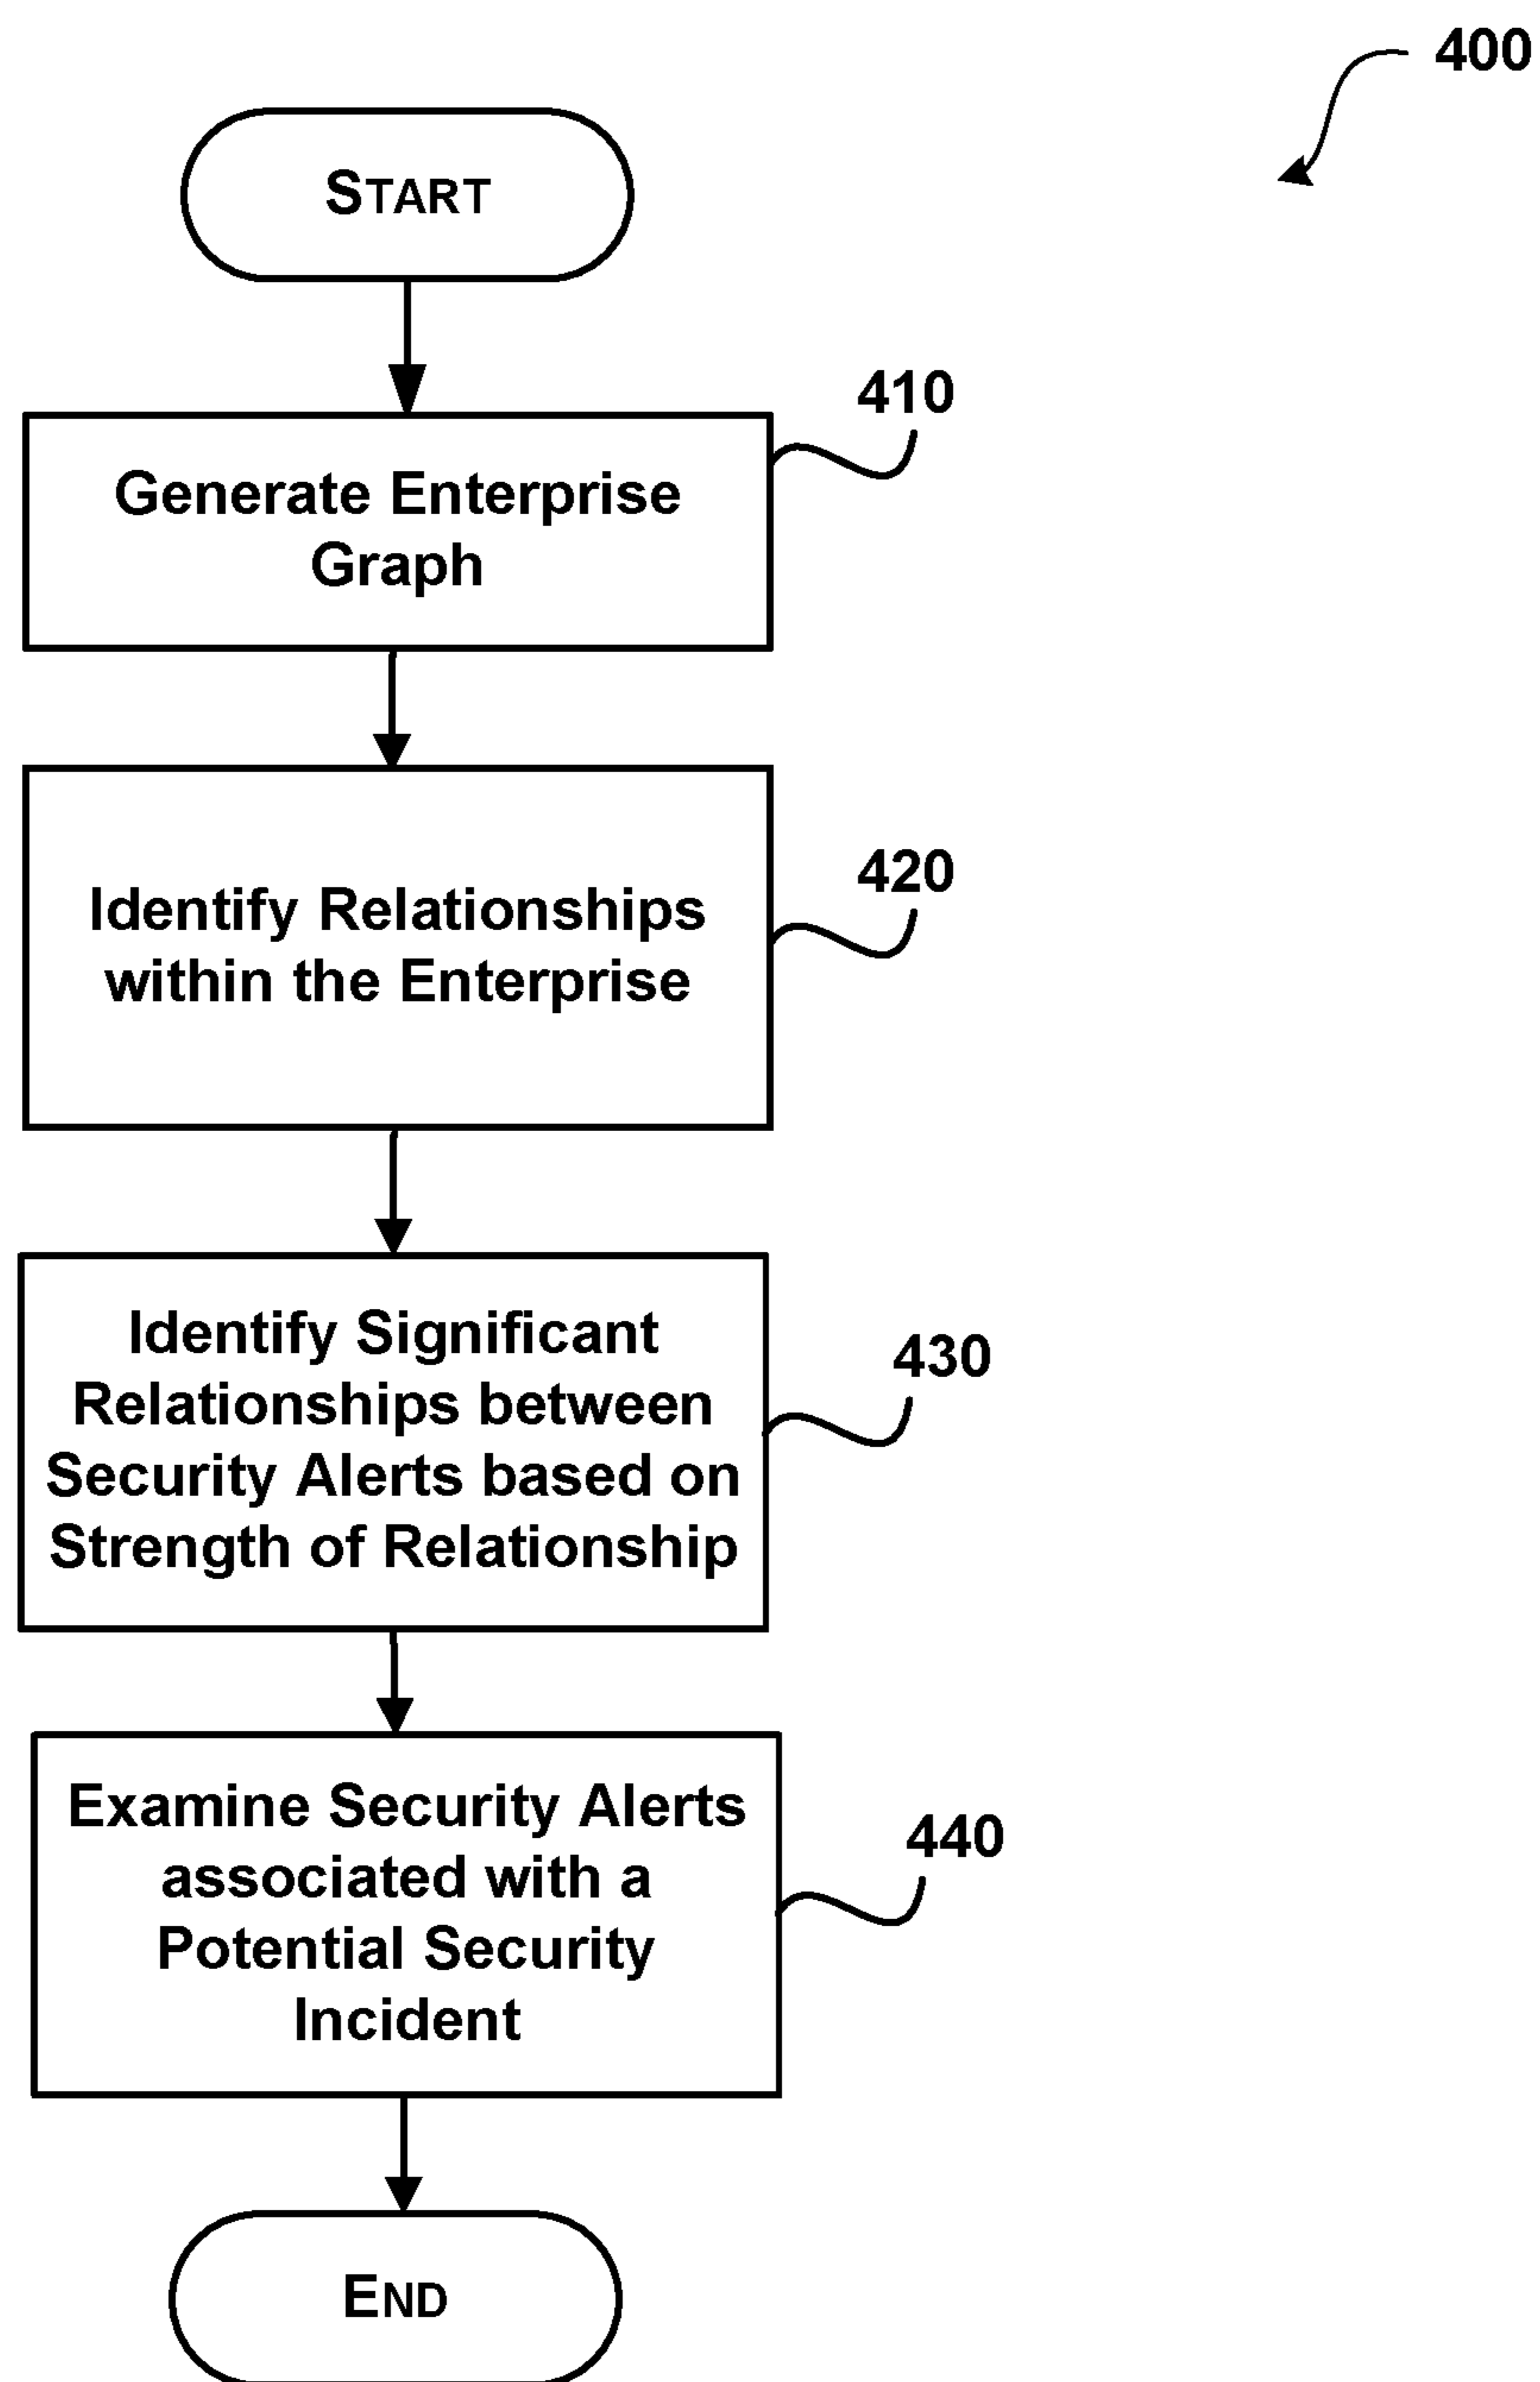 400
START
410
Generate Enterprise
Graph
420
Identify Relationships
within the Enterprise
430
Identify Significant
Relationships between
Security Alerts based on
Strength of Relationship
440
Examine Security Alerts
associated with a
Potential Security
Incident
END